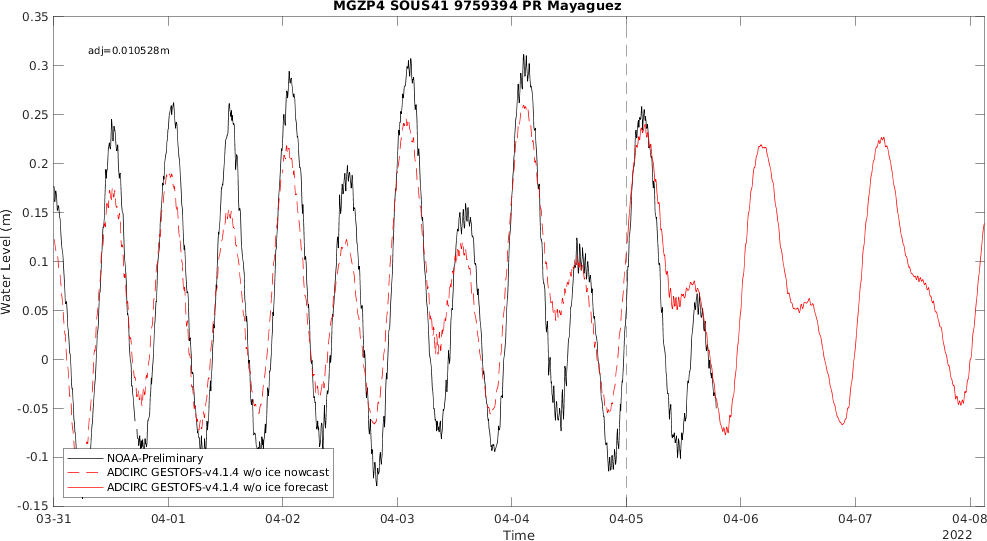 MGZP4 SOUS41 9759394 PR Mayaguez
adj=0.010528m
0.35
0.3
0.25
0.2
0.15
0.1
0.05
0
-0.05
-0.1
-0.15
Water Level (m)
NOAA-Preliminary
ADCIRC GESTOFS-v4.1.4 w/o ice nowcast
ADCIRC GESTOFS-v4.1.4 w/o ice forecast
03-31 04-01 04-02 04-03 04-04 04-05 04-06 04-07 04-08
Time
2022